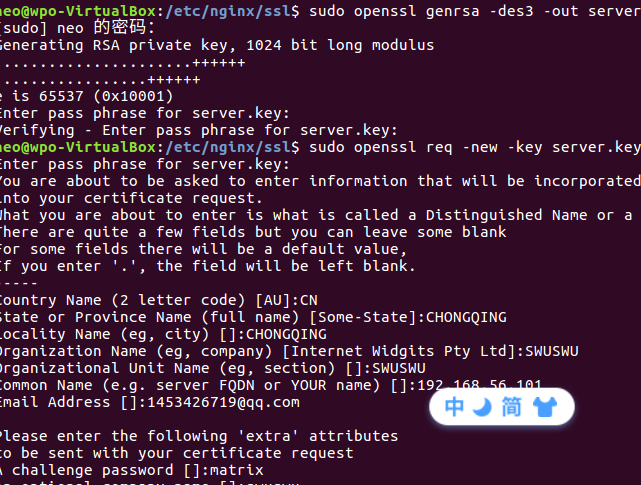 neo@wpo-VirtualBox:/etc/nginx/ssl$ sudo openssl genrsa -des3 -out server
[sudo] neo 的密码:
Generating RSA private key, 1024 bit long modulus
......................++++++
.................++++++
e is 65537 (0x10001)
Enter pass phrase for server.key:
Verifying - Enter pass phrase for server.key:
neo@wpo-VirtualBox:/etc/nginx/ssl$ sudo openssl req -new -key server.key
Enter pass phrase for server.key:
You are about to be asked to enter information that will be incorporated
into your certificate request.
What you are about to enter is what is called a Distinguished Name or a
There are quite a few fields but you can leave some blank
For some fields there will be a default value,
If you enter '.', the field will be left blank.
-----
Country Name (2 letter code) [AU]:CN
State or Province Name (full name) [Some-State]:CHONGQING
Locality Name (eg, city) []:CHONGQING
Organization Name (eg, company) [Internet Widgits Pty Ltd]:SWUSWU
Organizational Unit Name (eg, section) []:SWUSWU
Common Name (e.g. server FQDN or YOUR name) []:192.168.56.101
Email Address []:1453426719@qq.com
中 简
Please enter the following 'extra' attributes
to be sent with your certificate request
A challenge password []:matrix